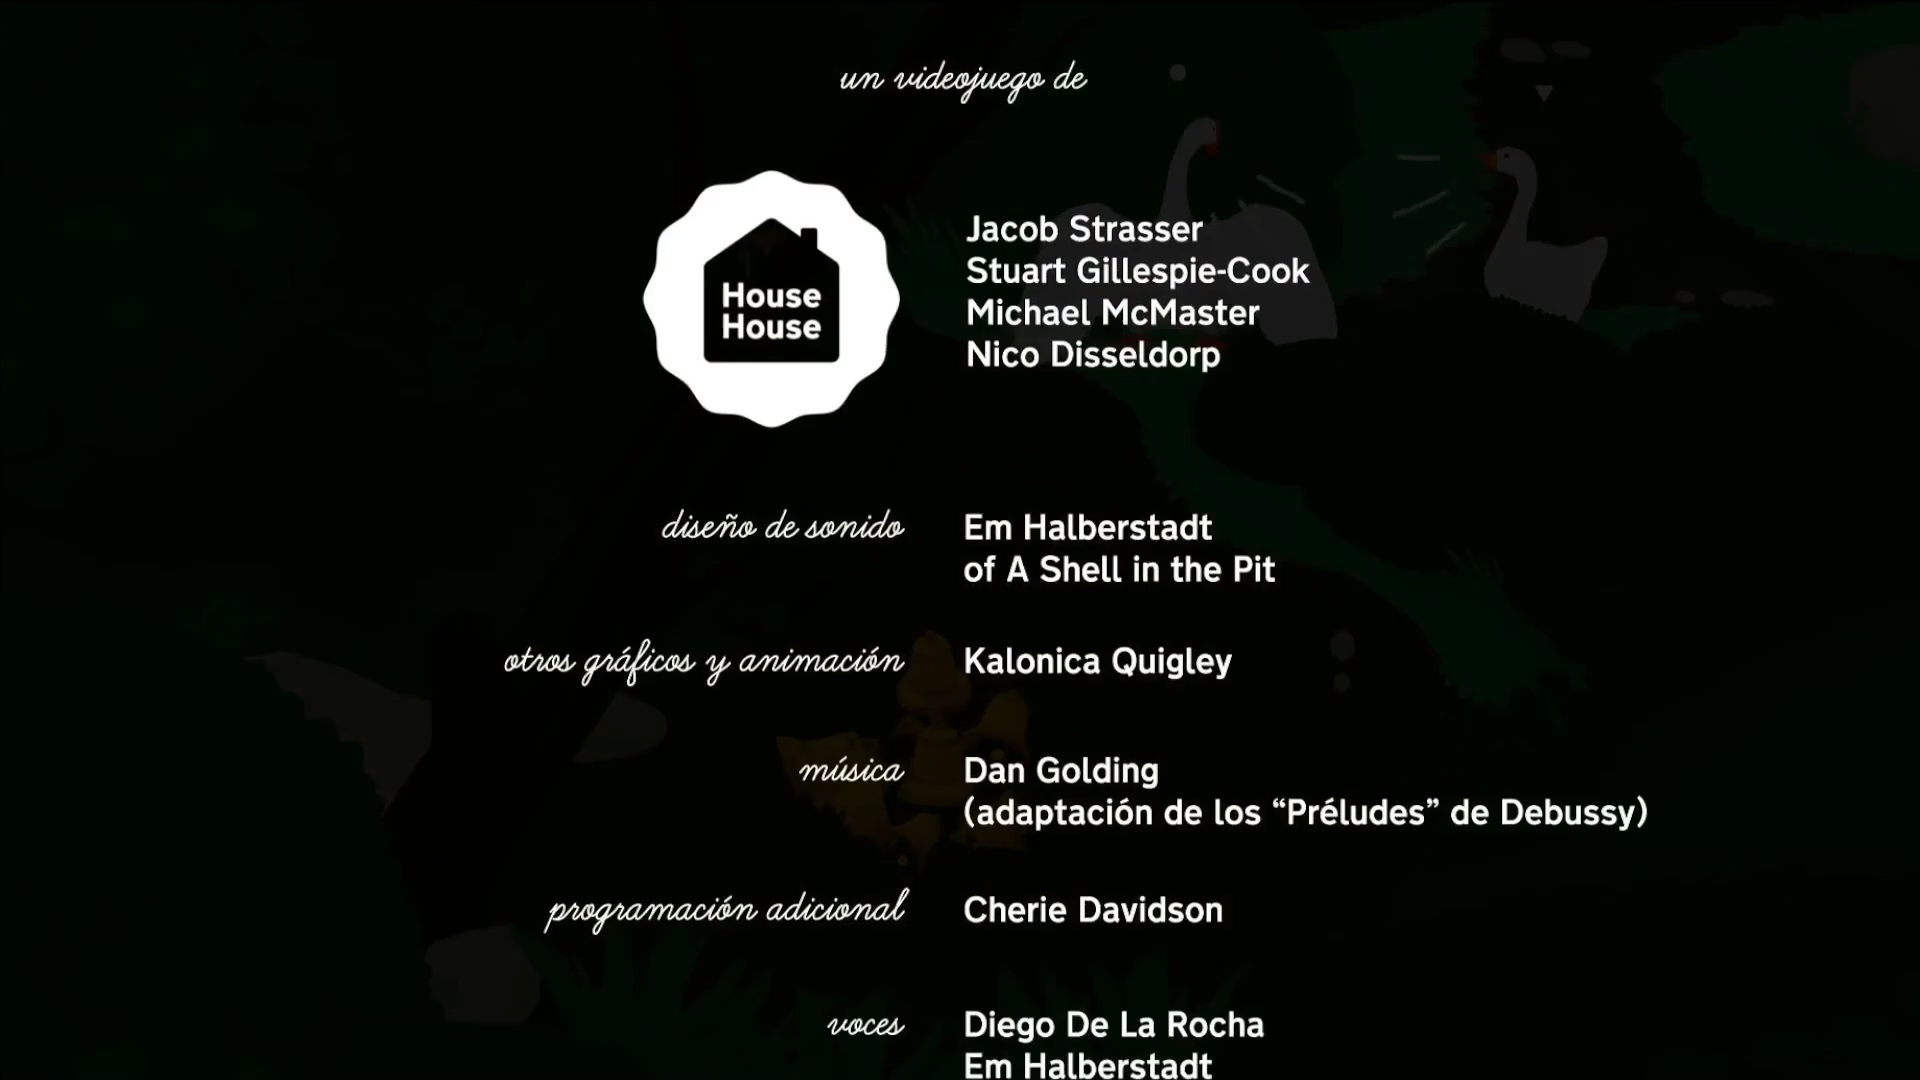 un videojuego de
House
House
Jacob Strasser
Stuart Gillespie-Cook
Michael McMaster
Nico Disseldorp
diseño de sonido
Em Halberstadt
of A Shell in the Pit
otros gráficos y animación
Kalonica Quigley
música
Dan Golding
(adaptación de los “Préludes” de Debussy)
programación adicional
Cherie Davidson
voces
Diego De La Rocha
Em Halberstadt